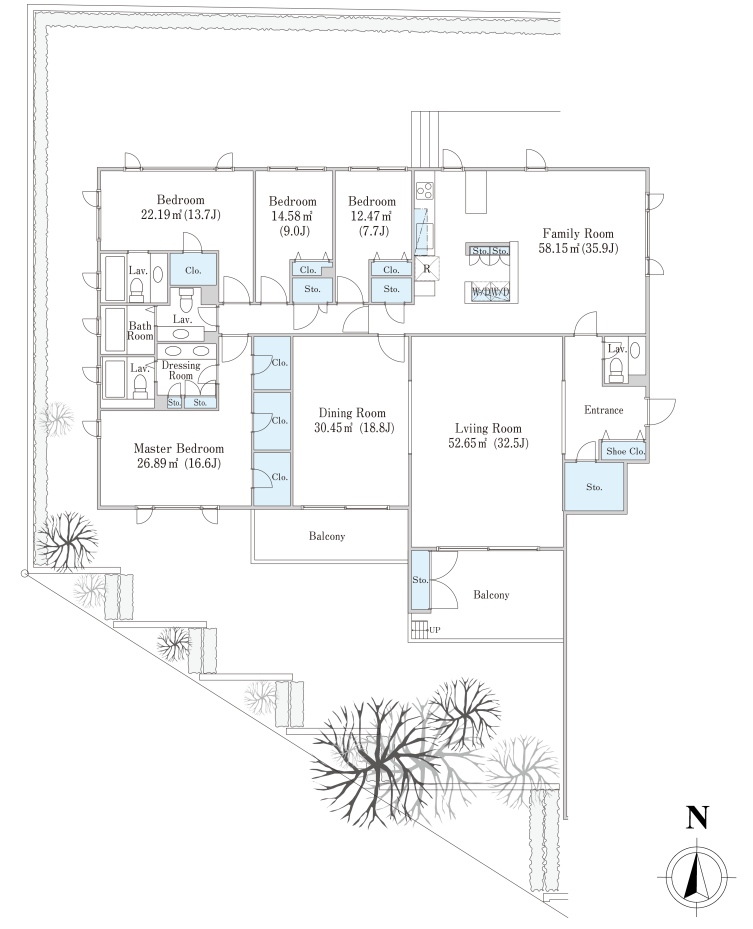 Bedroom
22.19㎡(13.7J)
Bedroom
14.58㎡
(9.0J)
Bedroom
12.47㎡
(7.7J)
Family Room
58.15㎡(35.9J)
Sto.
Sto.
Lav.
Clo.
Clo.
Clo.
R
Sto.
Sto.
W/D
W/D
Lav.
Bath
Room
Lav.
Lav.
Dressing
Room
Clo.
Sto.
Sto.
Dining Room
30.45㎡(18.8J)
Entrance
Clo.
Lviing Room
52.65㎡(32.5J)
Master Bedroom
26.89㎡(16.6J)
Shoe Clo.
Clo.
Sto.
Balcony
Sto.
Balcony
UP
N